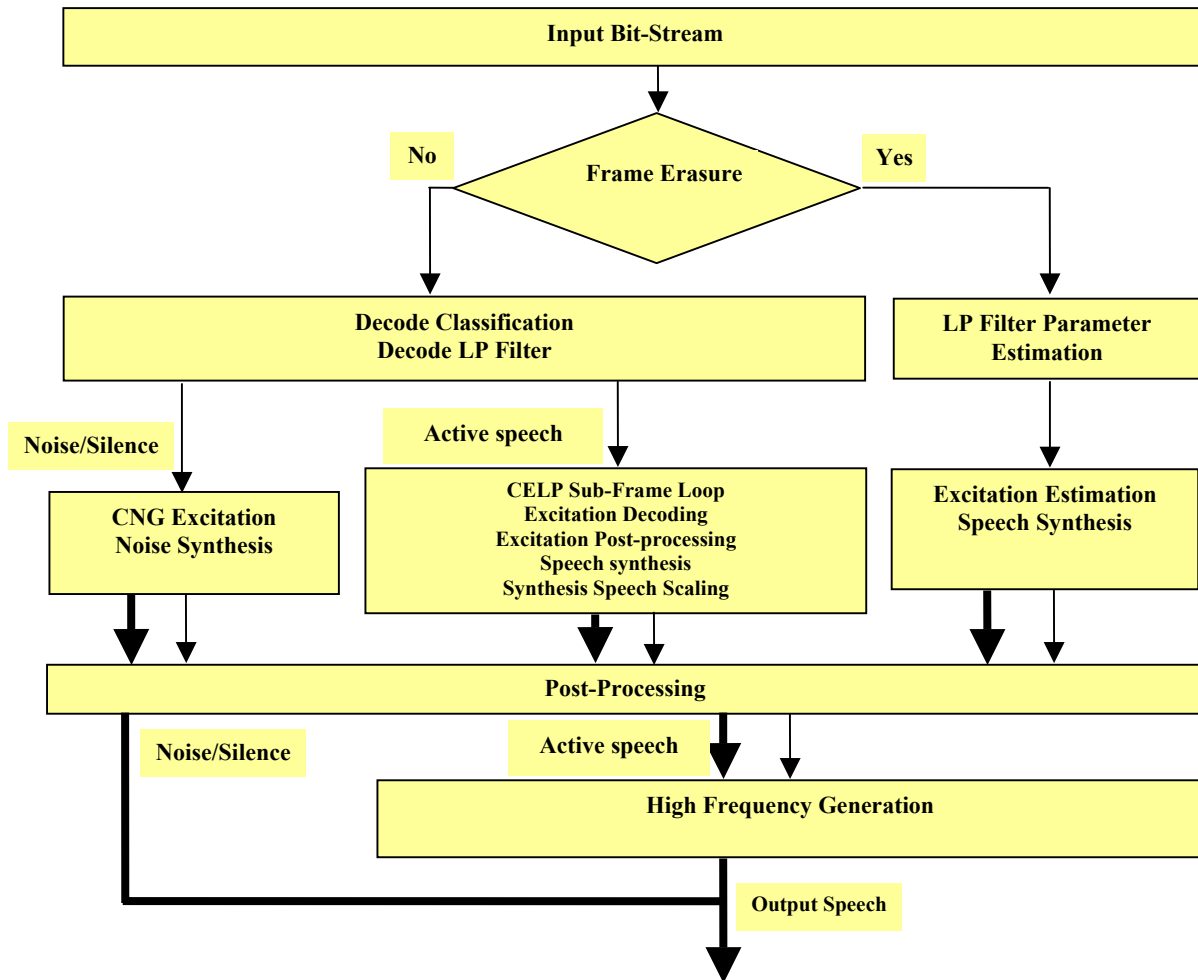 Input Bit-Stream
No
Yes
Frame Erasure
Decode Classification
Decode LP Filter
LP Filter Parameter
Estimation
Noise/Silence
Active speech
CNG Excitation
Noise Synthesis
CELP Sub-Frame Loop
Excitation Decoding
Excitation Post-processing
Speech synthesis
Synthesis Speech Scaling
Excitation Estimation
Speech Synthesis
Post-Processing
Noise/Silence
Active speech
High Frequency Generation
Output Speech